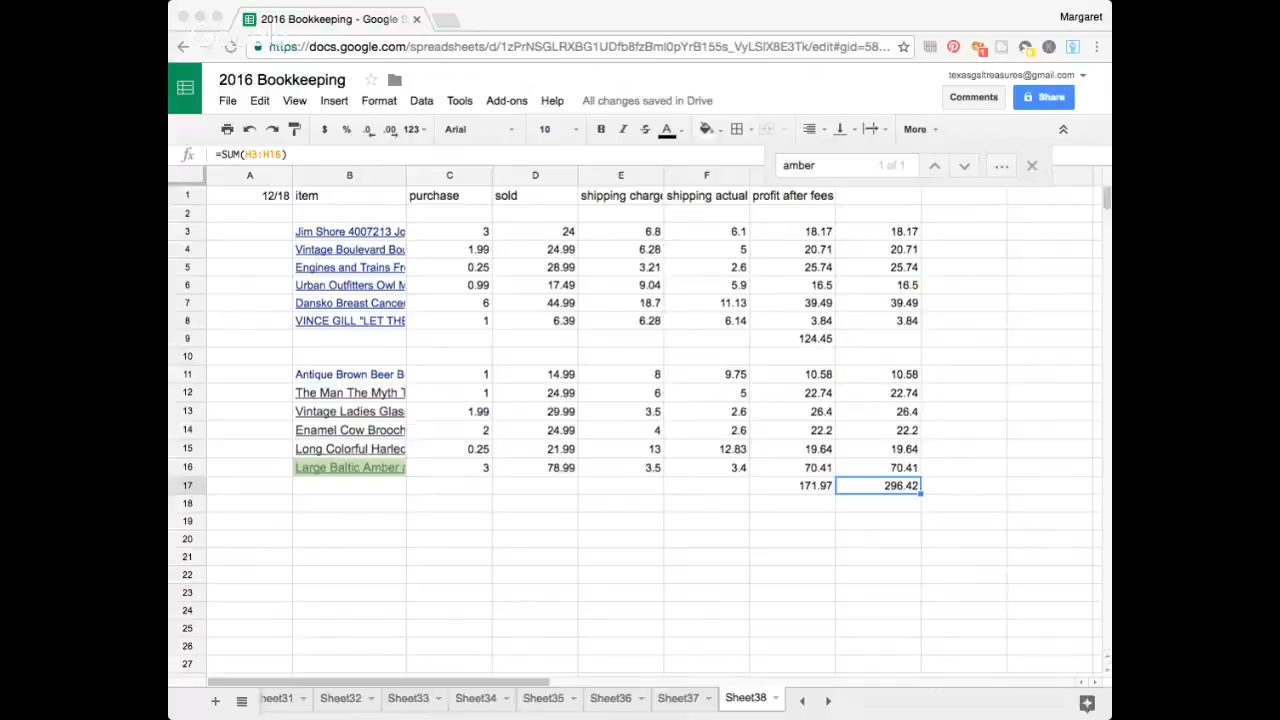 2016 Bookkeeping - Google S
Margaret
https://docs.google.com/spreadsheets/d/1zPrNSGLRXBG1UDfb8fzBml0pYrB155s_VyLSlX8E3Tk/edit#gid=58...
2016 Bookkeeping
texasgaltreasures@gmail.com
File Edit View Insert Format Data Tools Add-ons Help All changes saved in Drive
Comments Share
$ % .0 .00 123 Arial 10 B I S A More
fx =SUM(H3:H16)
amber 1 of 1
A B C D E F
1 12/18 item purchase sold shipping charge shipping actual profit after fees
2
3 Jim Shore 4007213 Jo 3 24 6.8 6.1 18.17 18.17
4 Vintage Boulevard Bou 1.99 24.99 6.28 5 20.71 20.71
5 Engines and Trains Fr 0.25 28.99 3.21 2.6 25.74 25.74
6 Urban Outfitters Owl M 0.99 17.49 9.04 5.9 16.5 16.5
7 Dansko Breast Cancer 6 44.99 18.7 11.13 39.49 39.49
8 VINCE GILL "LET THE 1 6.39 6.28 6.14 3.84 3.84
9 124.45
10
11 Antique Brown Beer B 1 14.99 8 9.75 10.58 10.58
12 The Man The Myth T 1 24.99 6 5 22.74 22.74
13 Vintage Ladies Glas 1.99 29.99 3.5 2.6 26.4 26.4
14 Enamel Cow Brooch 2 24.99 4 2.6 22.2 22.2
15 Long Colorful Harlec 0.25 21.99 13 12.83 19.64 19.64
16 Large Baltic Amber 3 78.99 3.5 3.4 70.41 70.41
17 171.97 296.42
18
19
20
21
22
23
24
25
26
27
heet31 Sheet32 Sheet33 Sheet34 Sheet35 Sheet36 Sheet37 Sheet38